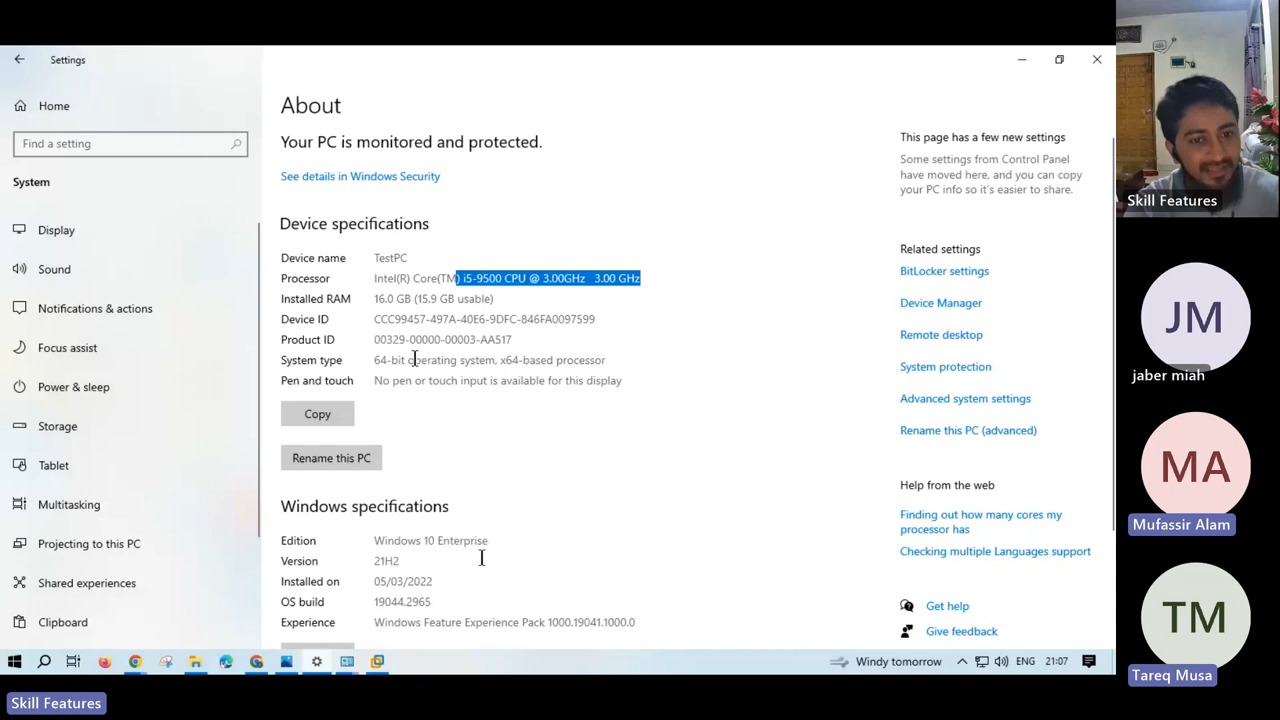 Settings
Home
Find a setting
System
Display
Sound
Notifications & actions
Focus assist
Power & sleep
Storage
Tablet
Multitasking
Projecting to this PC
Shared experiences
Clipboard
About
Your PC is monitored and protected.
See details in Windows Security
Device specifications
Device name TestPC
Processor Intel(R) Core(TM) i5-9500 CPU @ 3.00GHz 3.00 GHz
Installed RAM 16.0 GB (15.9 GB usable)
Device ID CCC99457-497A-40E6-9DFC-846FA0097599
Product ID 00329-00000-00003-AA517
System type 64-bit operating system, x64-based processor
Pen and touch No pen or touch input is available for this display
Copy
Rename this PC
Windows specifications
Edition Windows 10 Enterprise
Version 21H2
Installed on 05/03/2022
OS build 19044.2965
Experience Windows Feature Experience Pack 1000.19041.1000.0
This page has a few new settings
Some settings from Control Panel
have moved here, and you can copy
your PC info so it's easier to share.
Related settings
BitLocker settings
Device Manager
Remote desktop
System protection
Advanced system settings
Rename this PC (advanced)
Help from the web
Finding out how many cores my
processor has
Checking multiple Languages support
Get help
Give feedback
Windy tomorrow
ENG
21:07
Skill Features
Skill Features
JM
jaber miah
MA
Mufassir Alam
TM
Tareq Musa